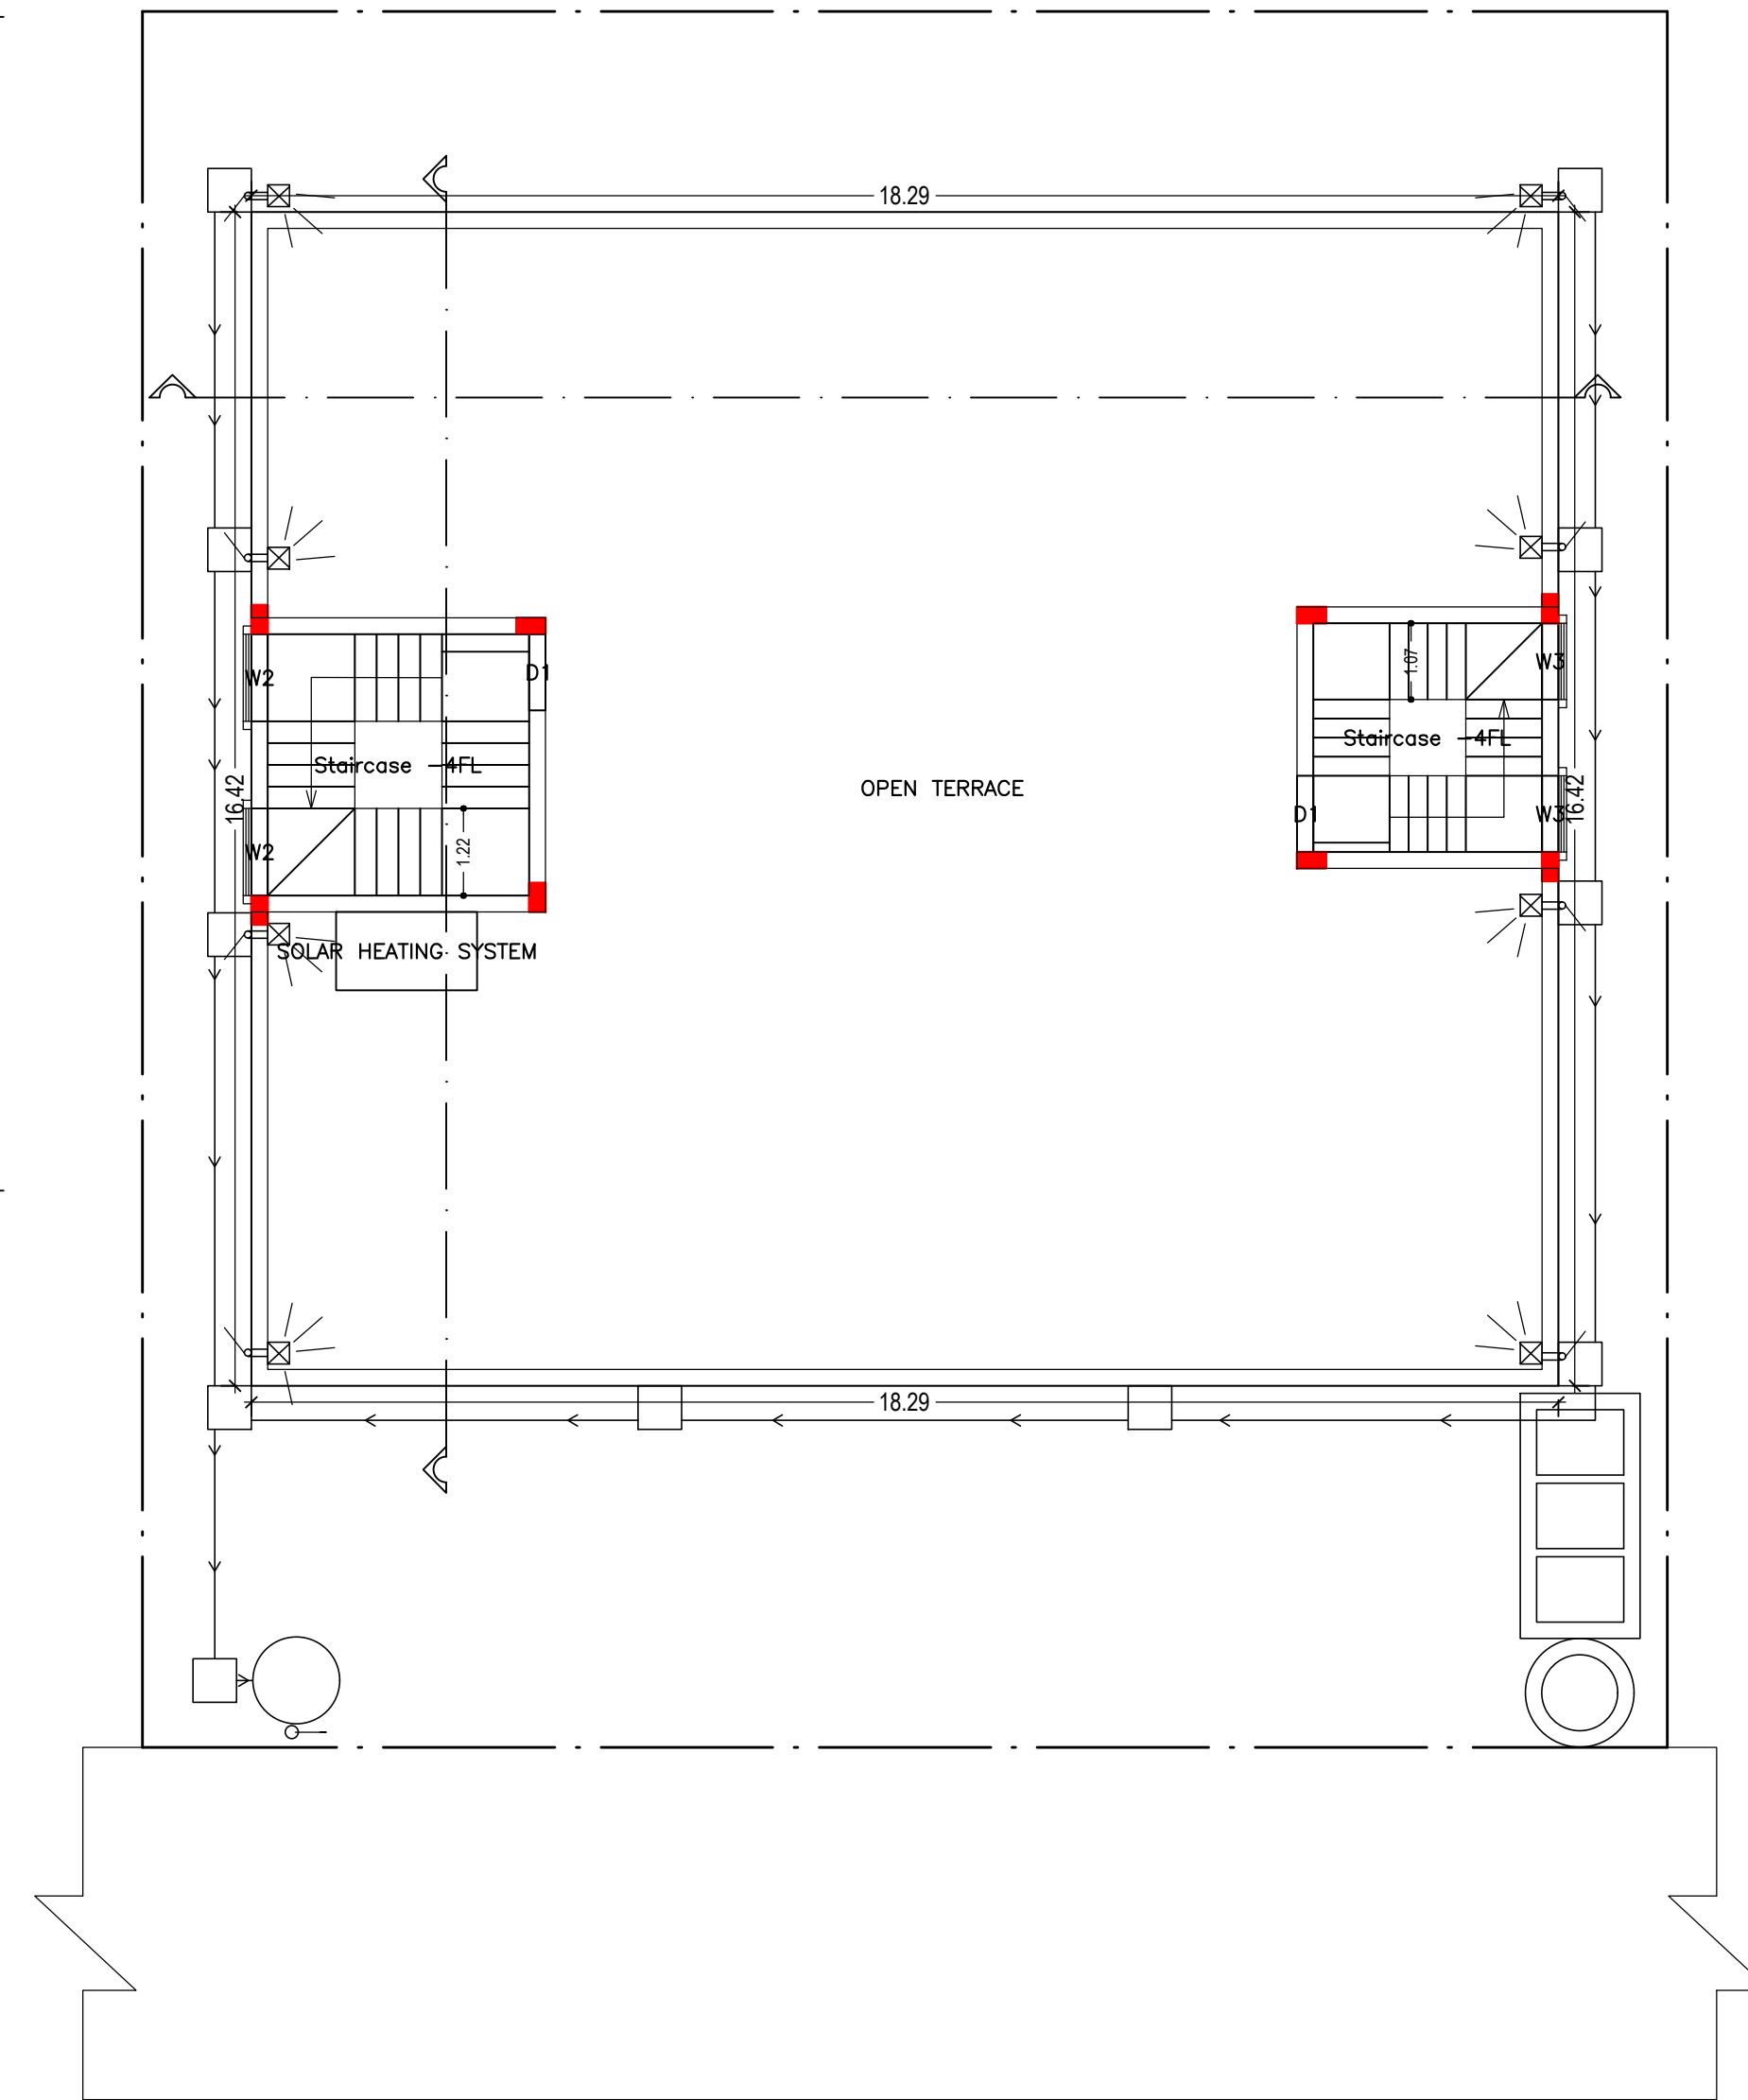 18.29
1.07
W2
D1
W3
Staircase -4FL
Staircase -4FL
16.42
OPEN TERRACE
16.42
D1
W3
W2
1.22
SOLAR HEATING SYSTEM
18.29